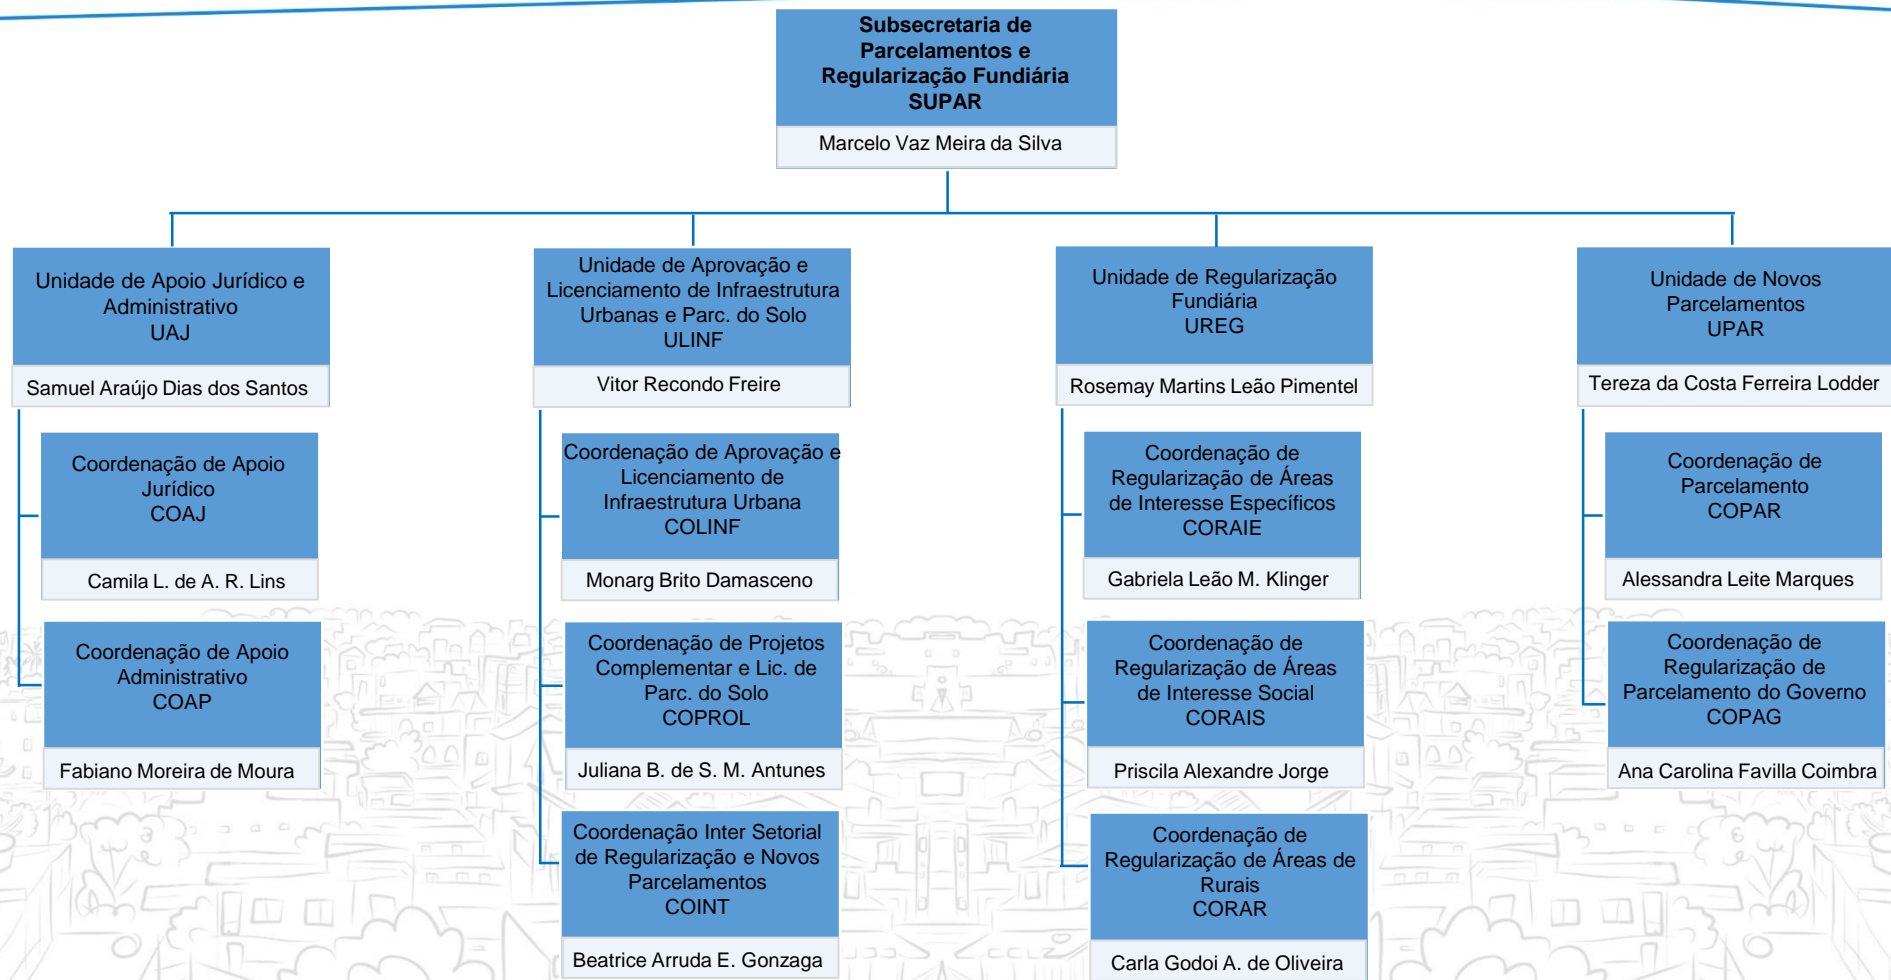 Subsecretaria de
Parcelamentos e
Regularização Fundiária
SUPAR
Marcelo Vaz Meira da Silva
Unidade de Apoio Jurídico e
Administrativo
UAJ
Samuel Araújo Dias dos Santos
Coordenação de Apoio
Jurídico
COAJ
Camila L. de A. R. Lins
Coordenação de Apoio
Administrativo
COAP
Fabiano Moreira de Moura
Unidade de Aprovação e
Licenciamento de Infraestrutura
Urbanas e Parc. do Solo
ULINF
Vitor Recondo Freire
Coordenação de Aprovação e
Licenciamento de
Infraestrutura Urbana
COLINF
Monarg Brito Damasceno
Coordenação de Projetos
Complementar e Lic. de
Parc. do Solo
COPROL
Juliana B. de S. M. Antunes
Coordenação Inter Setorial
de Regularização e Novos
Parcelamentos
COINT
Beatrice Arruda E. Gonzaga
Unidade de Regularização
Fundiária
UREG
Rosemay Martins Leão Pimentel
Coordenação de
Regularização de Áreas
de Interesse Específicos
CORAIE
Gabriela Leão M. Klinger
Coordenação de
Regularização de Áreas
de Interesse Social
CORAIS
Priscila Alexandre Jorge
Coordenação de
Regularização de Áreas de
Rurais
CORAR
Carla Godoi A. de Oliveira
Unidade de Novos
Parcelamentos
UPAR
Tereza da Costa Ferreira Lodder
Coordenação de
Parcelamento
COPAR
Alessandra Leite Marques
Coordenação de
Regularização de
Parcelamento do Governo
COPAG
Ana Carolina Favilla Coimbra